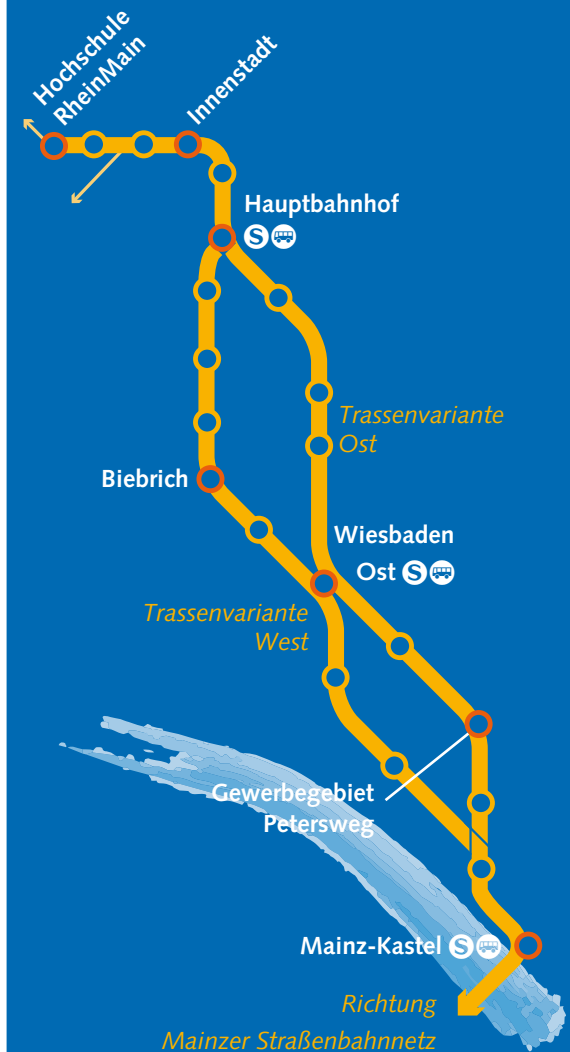 Hochschule
RheinMain
Innenstadt
Hauptbahnhof
S
Trassenvariante
Ost
Biebrich
Wiesbaden
Ost S
Trassenvariante
West
Gewerbegebiet
Petersweg
Mainz-Kastel S
Richtung
Mainzer Straßenbahnnetz